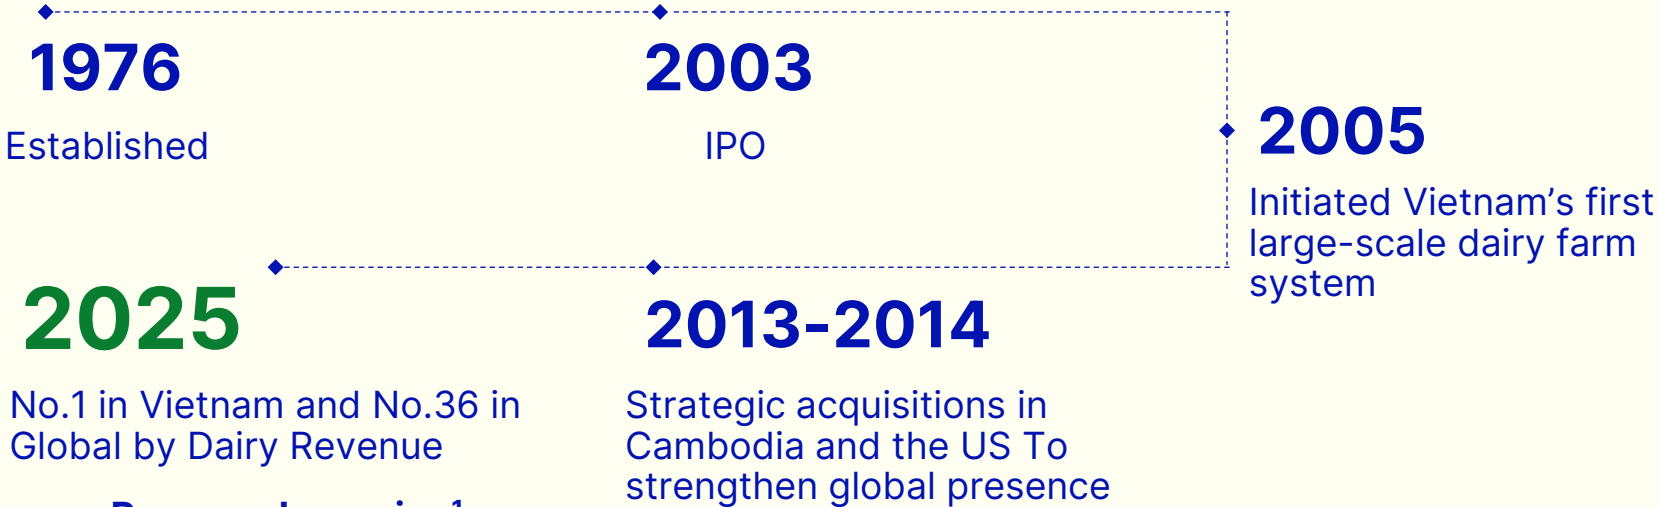 1976
Established
2003
IPO
2005
Initiated Vietnam’s first
large-scale dairy farm
system
2013-2014
Strategic acquisitions in
Cambodia and the US To
strengthen global presence
2025
No.1 in Vietnam and No.36 in
Global by Dairy Revenue